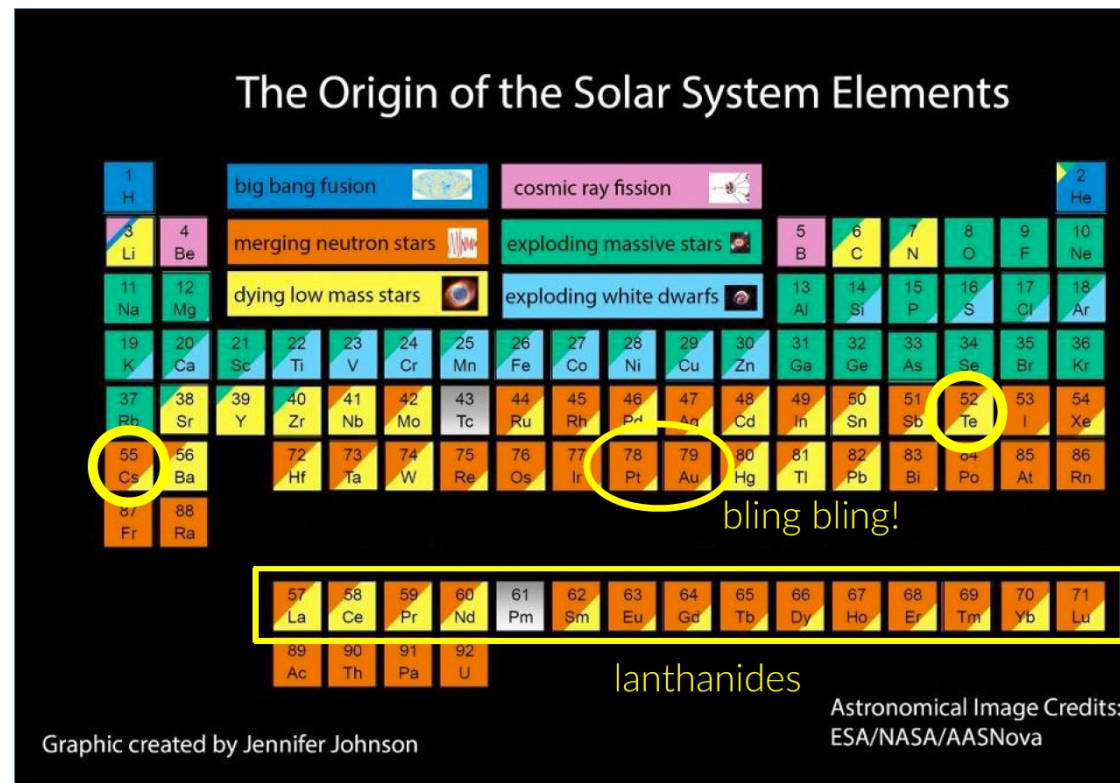 The Origin of the Solar System Elements
1 H
big bang fusion
cosmic ray fission
2 He
3 Li
4 Be
merging neutron stars
exploding massive stars
5 B
6 C
7 N
8 O
9 F
10 Ne
11 Na
12 Mg
dying low mass stars
exploding white dwarfs
13 Al
14 Si
15 P
16 S
17 Cl
18 Ar
19 K
20 Ca
21 Sc
22 Ti
23 V
24 Cr
25 Mn
26 Fe
27 Co
28 Ni
29 Cu
30 Zn
31 Ga
32 Ge
33 As
34 Se
35 Br
36 Kr
37 Rb
38 Sr
39 Y
40 Zr
41 Nb
42 Mo
43 Tc
44 Ru
45 Rh
46 Pd
47 Ag
48 Cd
49 In
50 Sn
51 Sb
52 Te
53 I
54 Xe
55 Cs
56 Ba
72 Hf
73 Ta
74 W
75 Re
76 Os
77 Ir
78 Pt
79 Au
80 Hg
81 Tl
82 Pb
83 Bi
84 Po
85 At
86 Rn
87 Fr
88 Ra
bling bling!
57 La
58 Ce
59 Pr
60 Nd
61 Pm
62 Sm
63 Eu
64 Gd
65 Tb
66 Dy
67 Ho
68 Er
69 Tm
70 Yb
71 Lu
89 Ac
90 Th
91 Pa
92 U
lanthanides
Graphic created by Jennifer Johnson
Astronomical Image Credits:
ESA/NASA/AASNova